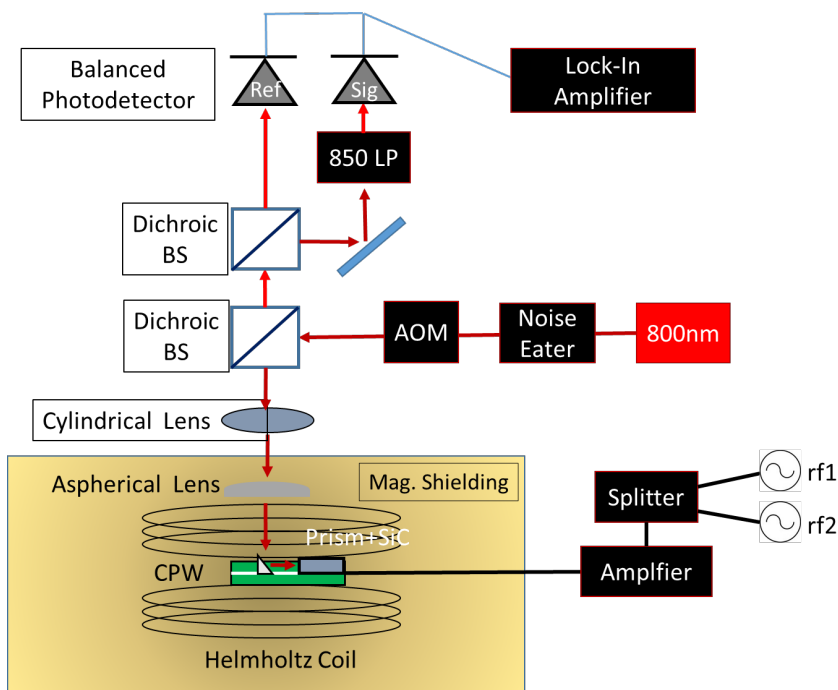 Balanced
Photodetector
Ref
Sig
Lock-In
Amplifier
850 LP
Dichroic
BS
Dichroic
BS
AOM
Noise
Eater
800nm
Cylindrical Lens
Aspherical Lens
Mag. Shielding
Prism+SiC
CPW
Helmholtz Coil
Splitter
rf1
rf2
Amplfier